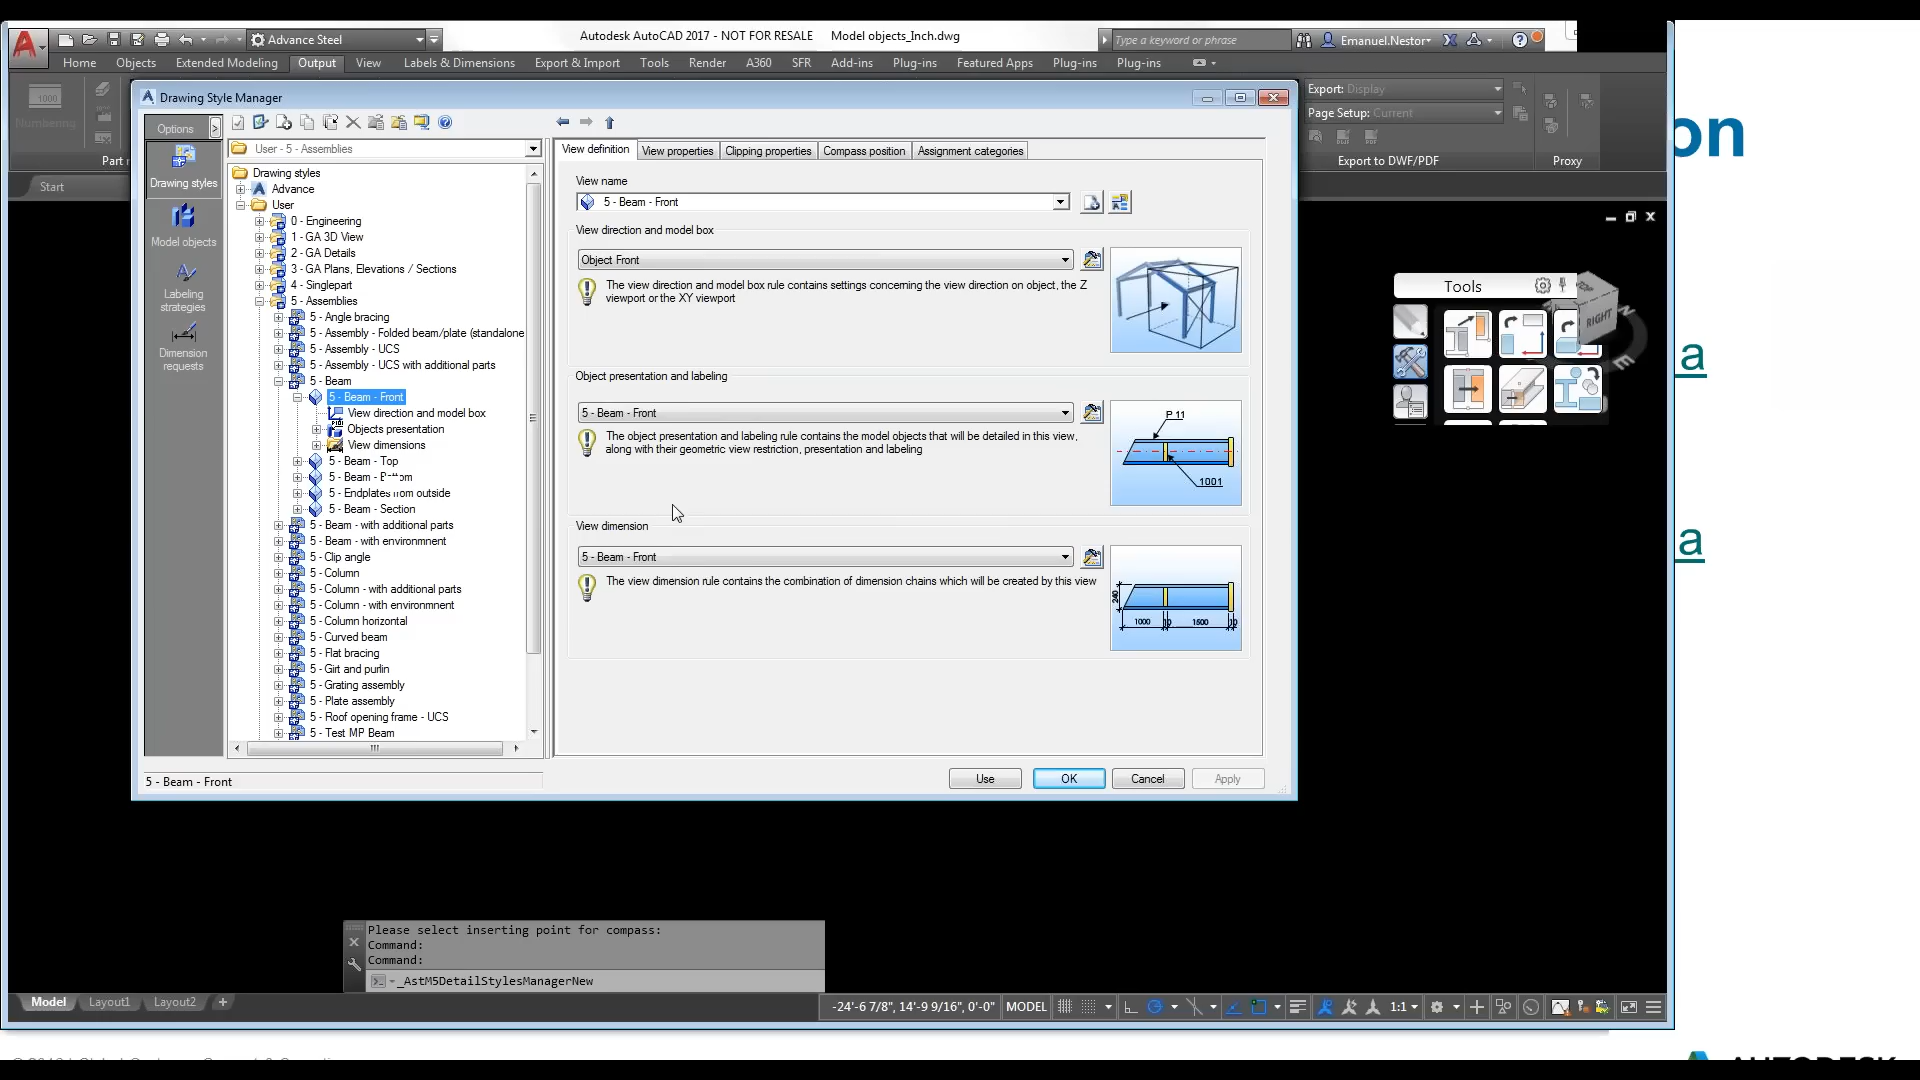 Advance Steel
Autodesk AutoCAD 2017 - NOT FOR RESALE Model objects_Inch.dwg
Type a keyword or phrase
Emanuel.Nestor
Home Objects Extended Modeling Output View Labels & Dimensions Export & Import Tools Render A360 SFR Add-ins Plug-ins Featured Apps Plug-ins Plug-ins
Numbering
Start
Drawing Style Manager
Export: Display
Page Setup: Current
Export to DWF/PDF
Proxy
on
a
a
Options
Drawing styles
Model objects
Labeling strategies
Dimension requests
User - 5 - Assemblies
Drawing styles
Advance
User
0 - Engineering
1 - GA 3D View
2 - GA Details
3 - GA Plans, Elevations / Sections
4 - Singlepart
5 - Assemblies
5 - Angle bracing
5 - Assembly - Folded beam/plate (standalone
5 - Assembly - UCS
5 - Assembly - UCS with additional parts
5 - Beam
5 - Beam - Front
View direction and model box
Objects presentation
View dimensions
5 - Beam - Top
5 - Beam - Bottom
5 - Endplates from outside
5 - Beam - Section
5 - Beam - with additional parts
5 - Beam - with environmnent
5 - Clip angle
5 - Column
5 - Column - with additional parts
5 - Column - with environmnent
5 - Column horizontal
5 - Curved beam
5 - Flat bracing
5 - Girt and purlin
5 - Grating assembly
5 - Plate assembly
5 - Roof opening frame - UCS
5 - Test MP Beam
5 - Beam - Front
View definition View properties Clipping properties Compass position Assignment categories
View name
5 - Beam - Front
View direction and model box
Object Front
The view direction and model box rule contains settings concerning the view direction on object, the Z
viewport or the XY viewport
Object presentation and labeling
5 - Beam - Front
The object presentation and labeling rule contains the model objects that will be detailed in this view,
along with their geometric view restriction, presentation and labeling
P 11
1001
View dimension
5 - Beam - Front
The view dimension rule contains the combination of dimension chains which will be created by this view
240
1000 10 1500 10
Use OK Cancel Apply
Tools
TOP
RIGHT
N
E
Please select inserting point for compass:
Command:
Command:
_AstM5DetailStylesManagerNew
Model Layout1 Layout2 +
-24'-6 7/8", 14'-9 9/16", 0'-0" MODEL 1:1
AUTODESK